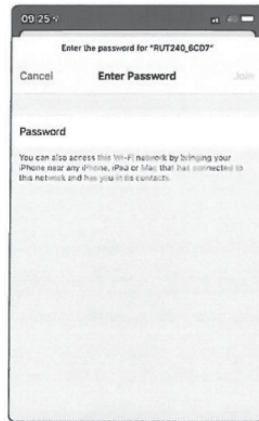 09:25
4G
Enter the password for "RUT240_6CD7"
Cancel Enter Password Join
Password
You can also access this Wi-Fi network by bringing your
iPhone near any iPhone, iPad or Mac that has connected to
this network and has you in its contacts.